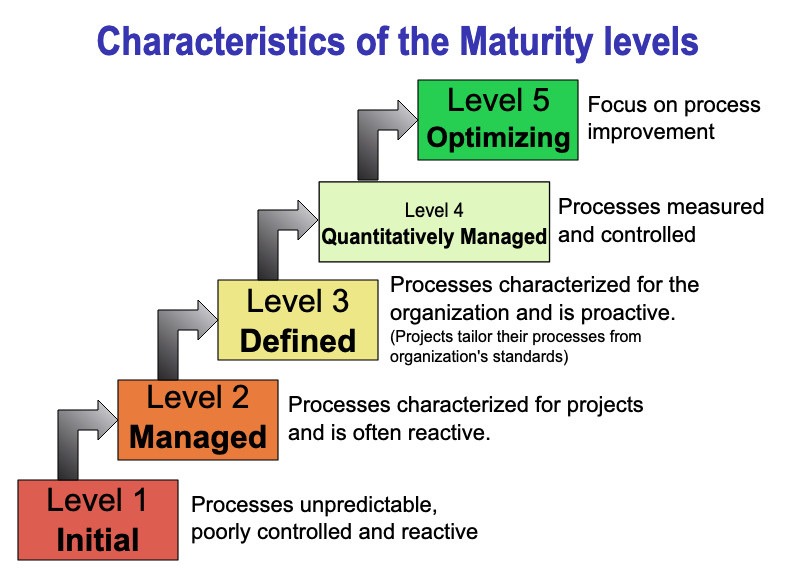 Characteristics of the Maturity levels
Level 5
Optimizing
Focus on process
improvement
Level 4
Quantitatively Managed
Processes measured
and controlled
Level 3
Defined
Processes characterized for the
organization and is proactive.
(Projects tailor their processes from
organization's standards)
Level 2
Managed
Processes characterized for projects
and is often reactive.
Level 1
Initial
Processes unpredictable,
poorly controlled and reactive